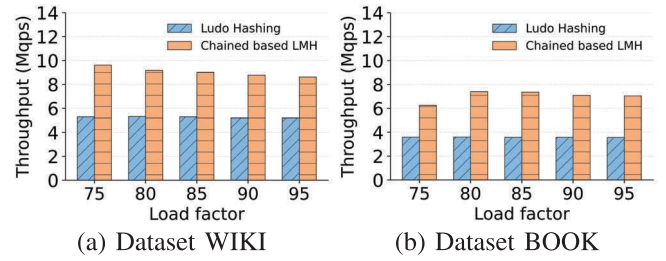 Throughput (Mqps)
14
12
10
8
6
4
2
0
Ludo Hashing
Chained based LMH
75 80 85 90 95
Load factor
(a) Dataset WIKI
Throughput (Mqps)
14
12
10
8
6
4
2
0
Ludo Hashing
Chained based LMH
75 80 85 90 95
Load factor
(b) Dataset BOOK